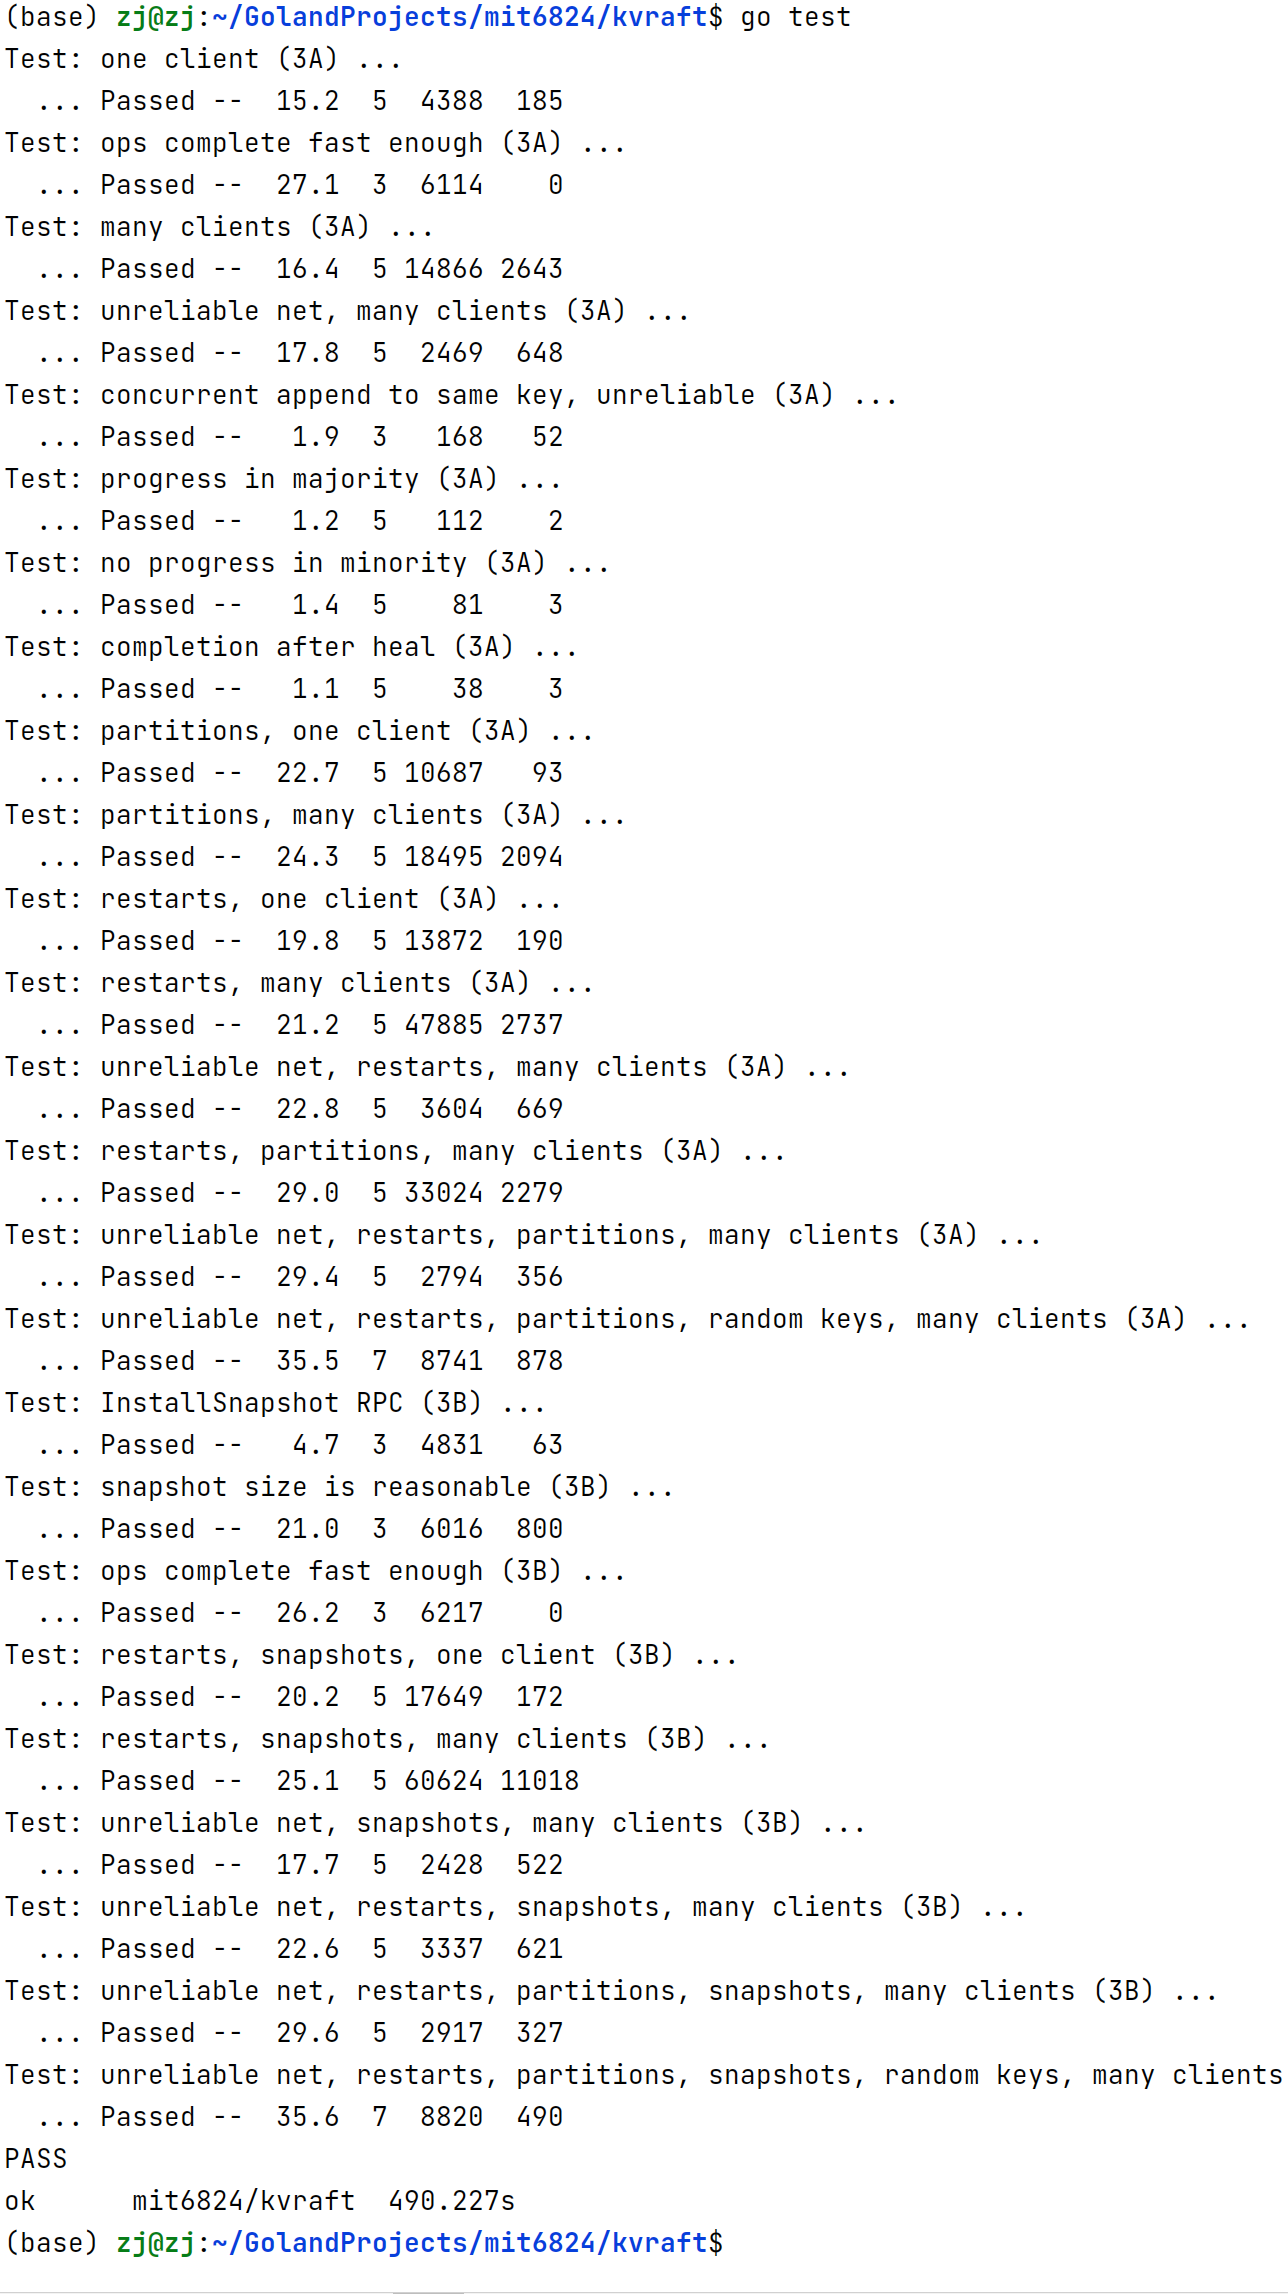 (base) zj@zj:~/GolandProjects/mit6824/kvraft$ go test
Test: one client (3A) ...
  ... Passed --  15.2  5  4388  185
Test: ops complete fast enough (3A) ...
  ... Passed --  27.1  3  6114    0
Test: many clients (3A) ...
  ... Passed --  16.4  5 14866 2643
Test: unreliable net, many clients (3A) ...
  ... Passed --  17.8  5  2469  648
Test: concurrent append to same key, unreliable (3A) ...
  ... Passed --   1.9  3   168   52
Test: progress in majority (3A) ...
  ... Passed --   1.2  5   112    2
Test: no progress in minority (3A) ...
  ... Passed --   1.4  5    81    3
Test: completion after heal (3A) ...
  ... Passed --   1.1  5    38    3
Test: partitions, one client (3A) ...
  ... Passed --  22.7  5 10687   93
Test: partitions, many clients (3A) ...
  ... Passed --  24.3  5 18495 2094
Test: restarts, one client (3A) ...
  ... Passed --  19.8  5 13872  190
Test: restarts, many clients (3A) ...
  ... Passed --  21.2  5 47885 2737
Test: unreliable net, restarts, many clients (3A) ...
  ... Passed --  22.8  5  3604  669
Test: restarts, partitions, many clients (3A) ...
  ... Passed --  29.0  5 33024 2279
Test: unreliable net, restarts, partitions, many clients (3A) ...
  ... Passed --  29.4  5  2794  356
Test: unreliable net, restarts, partitions, random keys, many clients (3A) ...
  ... Passed --  35.5  7  8741  878
Test: InstallSnapshot RPC (3B) ...
  ... Passed --   4.7  3  4831   63
Test: snapshot size is reasonable (3B) ...
  ... Passed --  21.0  3  6016  800
Test: ops complete fast enough (3B) ...
  ... Passed --  26.2  3  6217    0
Test: restarts, snapshots, one client (3B) ...
  ... Passed --  20.2  5 17649  172
Test: restarts, snapshots, many clients (3B) ...
  ... Passed --  25.1  5 60624 11018
Test: unreliable net, snapshots, many clients (3B) ...
  ... Passed --  17.7  5  2428  522
Test: unreliable net, restarts, snapshots, many clients (3B) ...
  ... Passed --  22.6  5  3337  621
Test: unreliable net, restarts, partitions, snapshots, many clients (3B) ...
  ... Passed --  29.6  5  2917  327
Test: unreliable net, restarts, partitions, snapshots, random keys, many clients
  ... Passed --  35.6  7  8820  490
PASS
ok      mit6824/kvraft  490.227s
(base) zj@zj:~/GolandProjects/mit6824/kvraft$